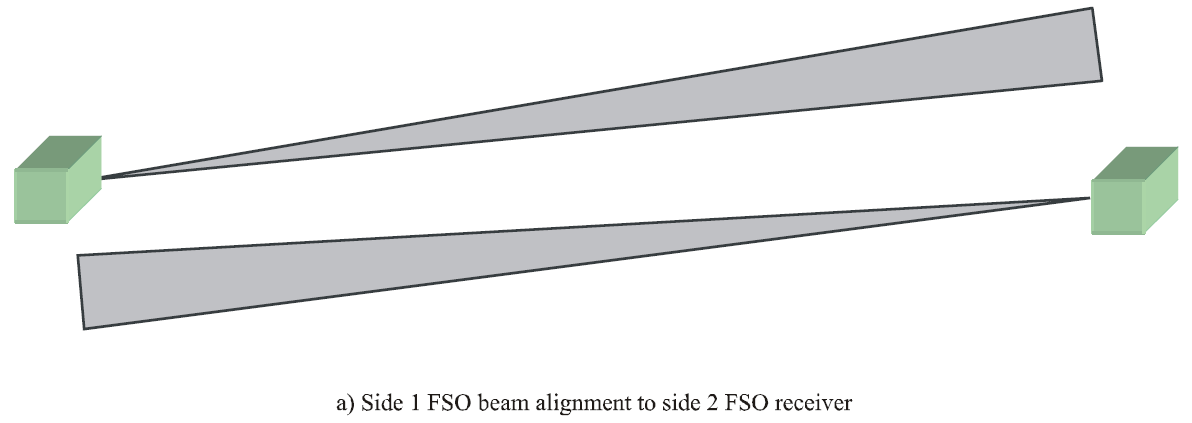 a) Side 1 FSO beam alignment to side 2 FSO receiver